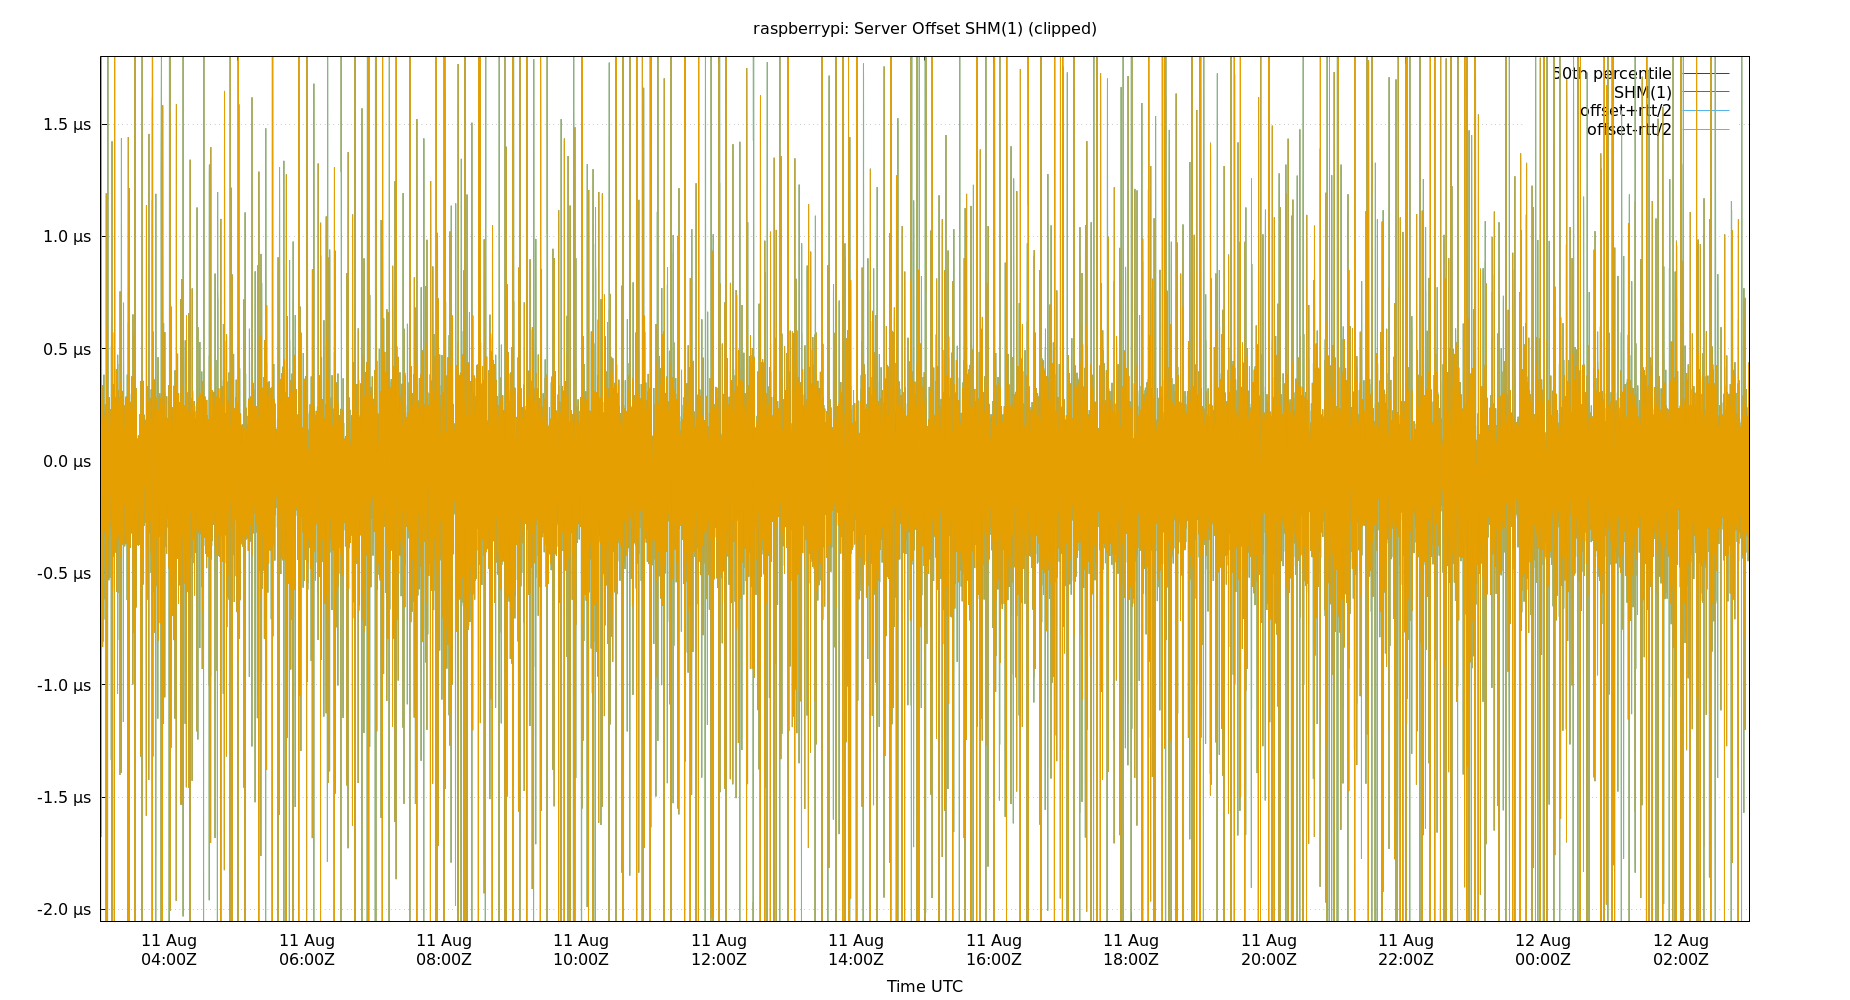 raspberrypi: Server Offset SHM(1) (clipped)
50th percentile
SHM(1)
offset+rtt/2
offset-rtt/2
1.5 µs
1.0 µs
0.5 µs
0.0 µs
-0.5 µs
-1.0 µs
-1.5 µs
-2.0 µs
11 Aug 11 Aug 11 Aug 11 Aug 11 Aug 11 Aug 11 Aug 11 Aug 11 Aug 11 Aug 12 Aug 12 Aug
04:00Z 06:00Z 08:00Z 10:00Z 12:00Z 14:00Z 16:00Z 18:00Z 20:00Z 22:00Z 00:00Z 02:00Z
Time UTC